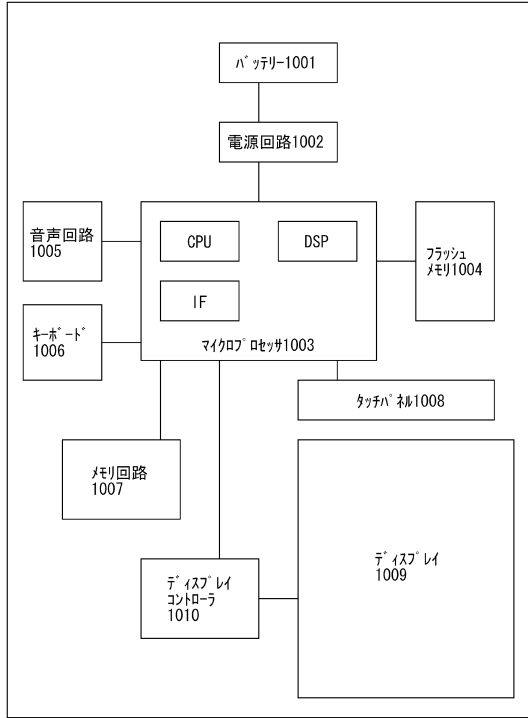 ﾊﾞｯﾃﾘｰ1001
電源回路1002
音声回路
1005
CPU
DSP
ﾌﾗｯｼｭ
ﾒﾓﾘ1004
IF
ﾏｲｸﾛﾌﾟﾛｾｯｻ1003
ｷｰﾎﾞｰﾄﾞ
1006
ﾀｯﾁﾊﾟﾈﾙ1008
ﾒﾓﾘ回路
1007
ﾃﾞｨｽﾌﾟﾚｲ
1009
ﾃﾞｨｽﾌﾟﾚｲ
ｺﾝﾄﾛｰﾗ
1010